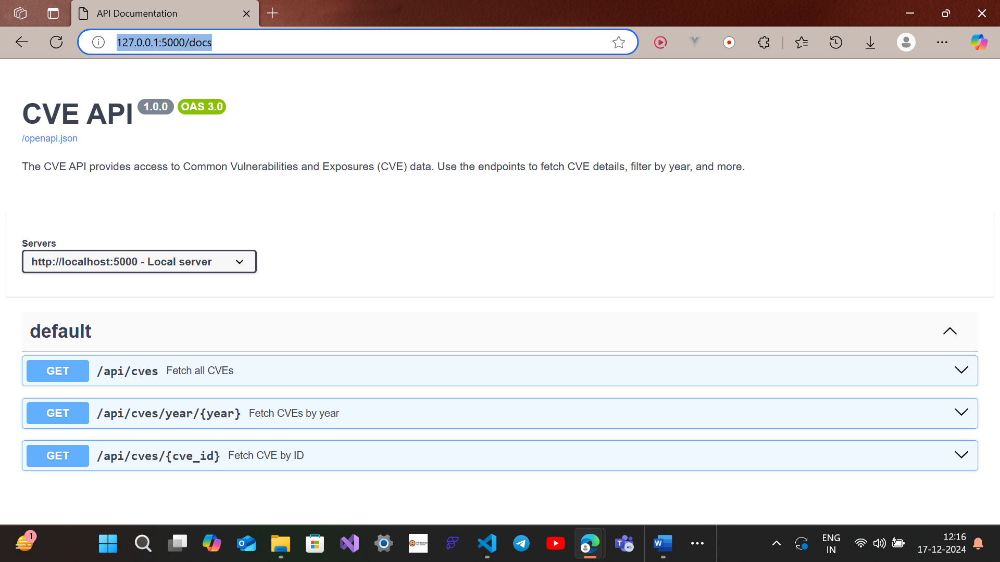 API Documentation
127.0.0.1:5000/docs
CVE API 1.0.0 OAS 3.0
/openapi.json
The CVE API provides access to Common Vulnerabilities and Exposures (CVE) data. Use the endpoints to fetch CVE details, filter by year, and more.
Servers
http://localhost:5000 - Local server
default
GET /api/cves Fetch all CVEs
GET /api/cves/year/{year} Fetch CVEs by year
GET /api/cves/{cve_id} Fetch CVE by ID
1
ENG
IN
12:16
17-12-2024